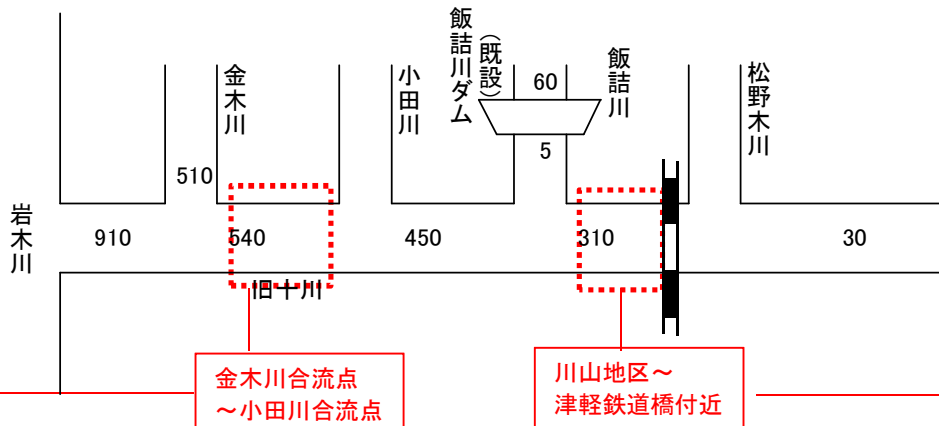 岩木川
金木川
小田川
飯詰川ダム
（既設）
飯詰川
松野木川
60
5
510
910
540
450
310
30
旧十川
金木川合流点
～小田川合流点
川山地区～
津軽鉄道橋付近